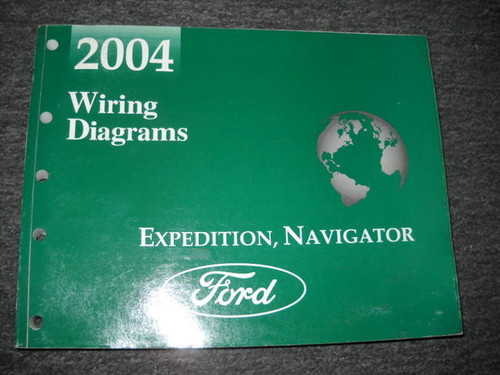 2004
Wiring
Diagrams
EXPEDITION, NAVIGATOR
Ford